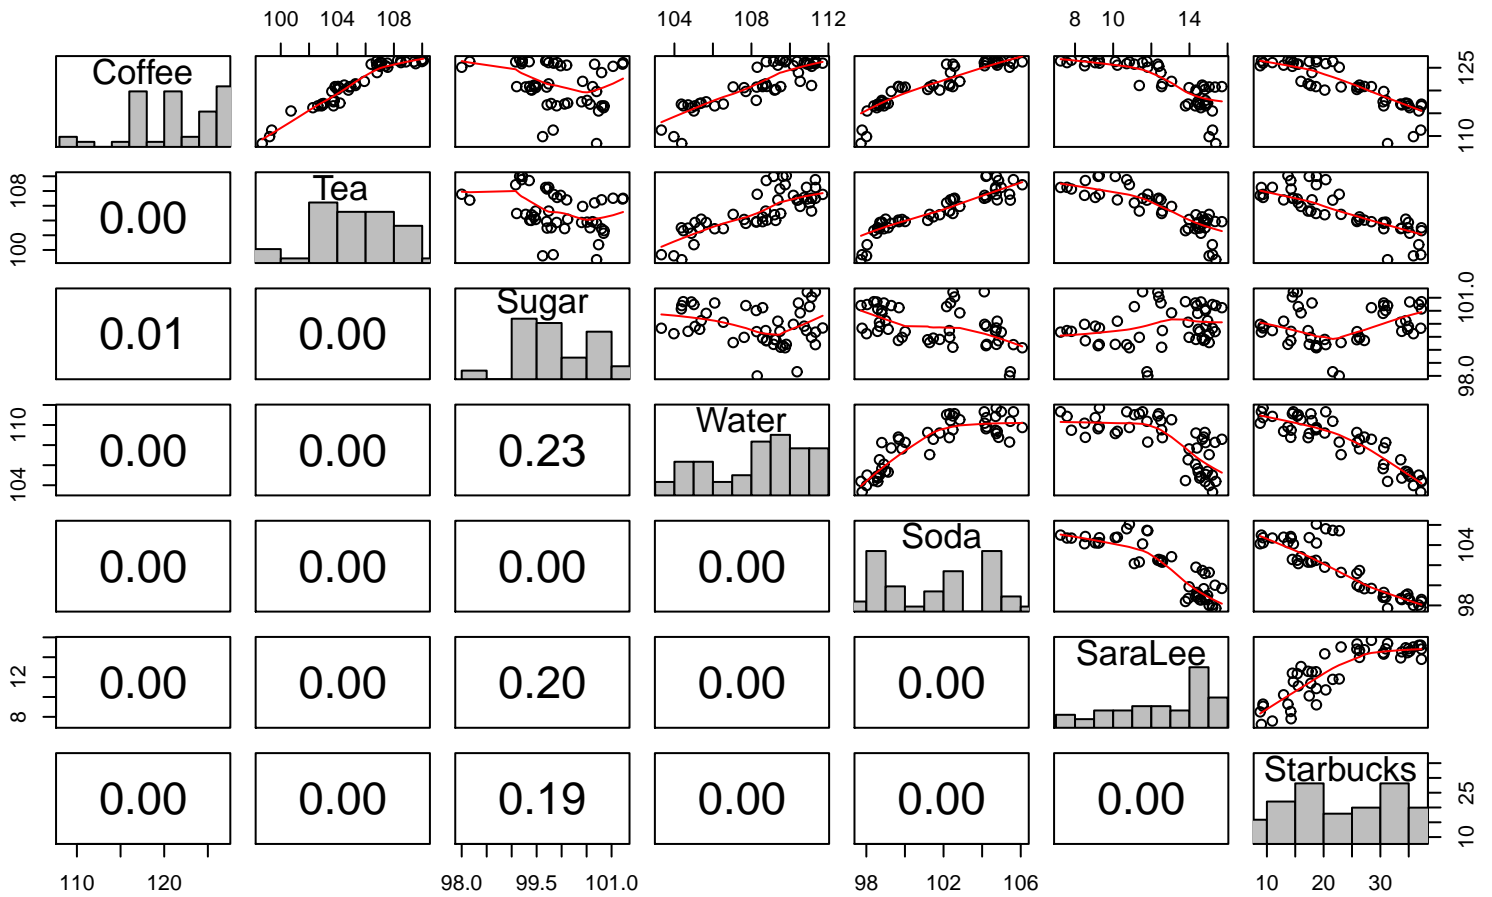 100 104 108 104 108 112 8 10 14
Coffee 110 125
Tea 100 108
0.00
Sugar 98.0 101.0
0.01 0.00
Water 104 110
0.00 0.00 0.23
Soda 98 104
0.00 0.00 0.00 0.00
SaraLee 8 12
0.00 0.00 0.20 0.00 0.00
Starbucks 10 25
0.00 0.00 0.19 0.00 0.00 0.00
110 120 98.0 99.5 101.0 98 102 106 10 20 30